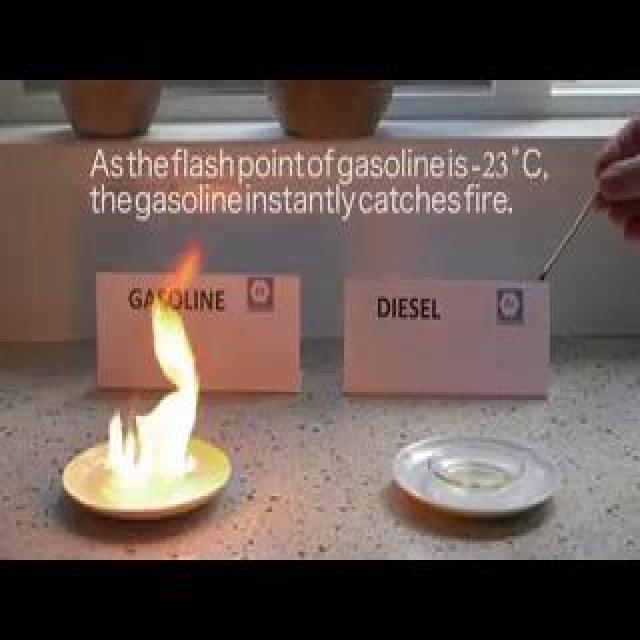 As the flash point of gasoline is -23°C,
the gasoline instantly catches fire.
GASOLINE
DIESEL